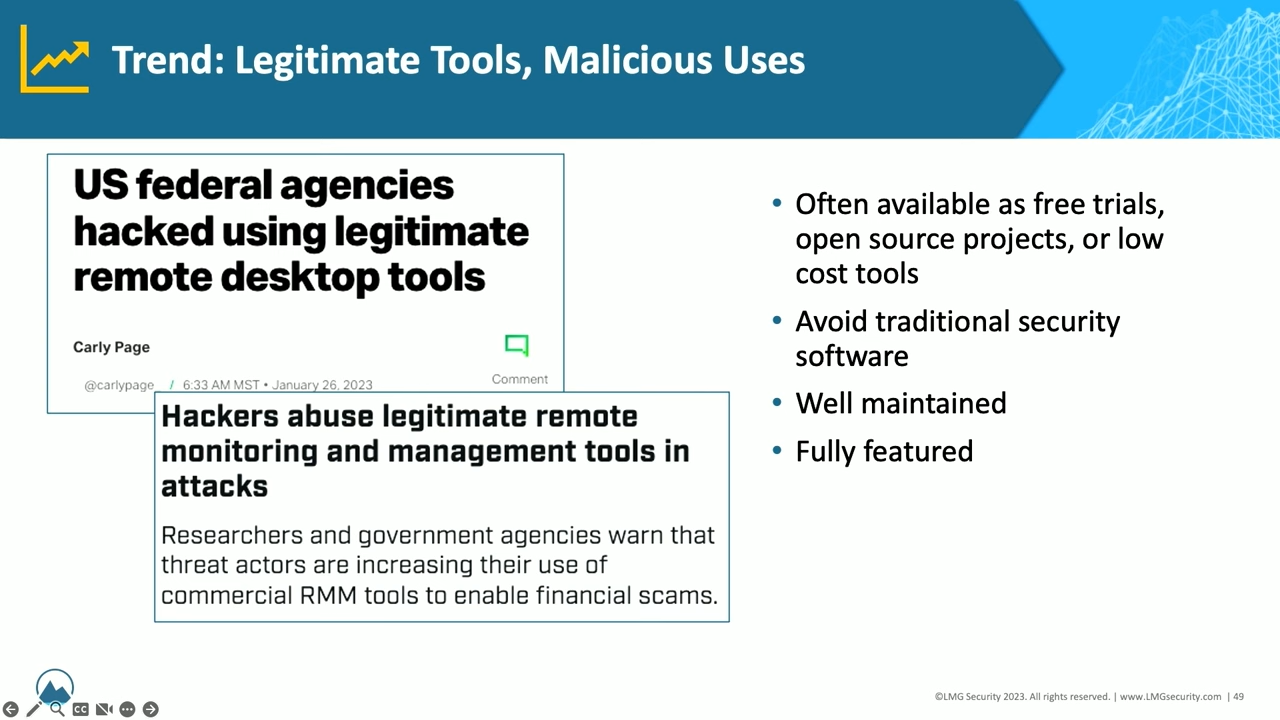 Trend: Legitimate Tools, Malicious Uses
US federal agencies
hacked using legitimate
remote desktop tools
Carly Page
@carlypage / 6:33 AM MST • January 26, 2023
Comment
Hackers abuse legitimate remote
monitoring and management tools in
attacks
Researchers and government agencies warn that
threat actors are increasing their use of
commercial RMM tools to enable financial scams.
• Often available as free trials,
open source projects, or low
cost tools
• Avoid traditional security
software
• Well maintained
• Fully featured
CC
©LMG Security 2023. All rights reserved. | www.LMGsecurity.com | 49